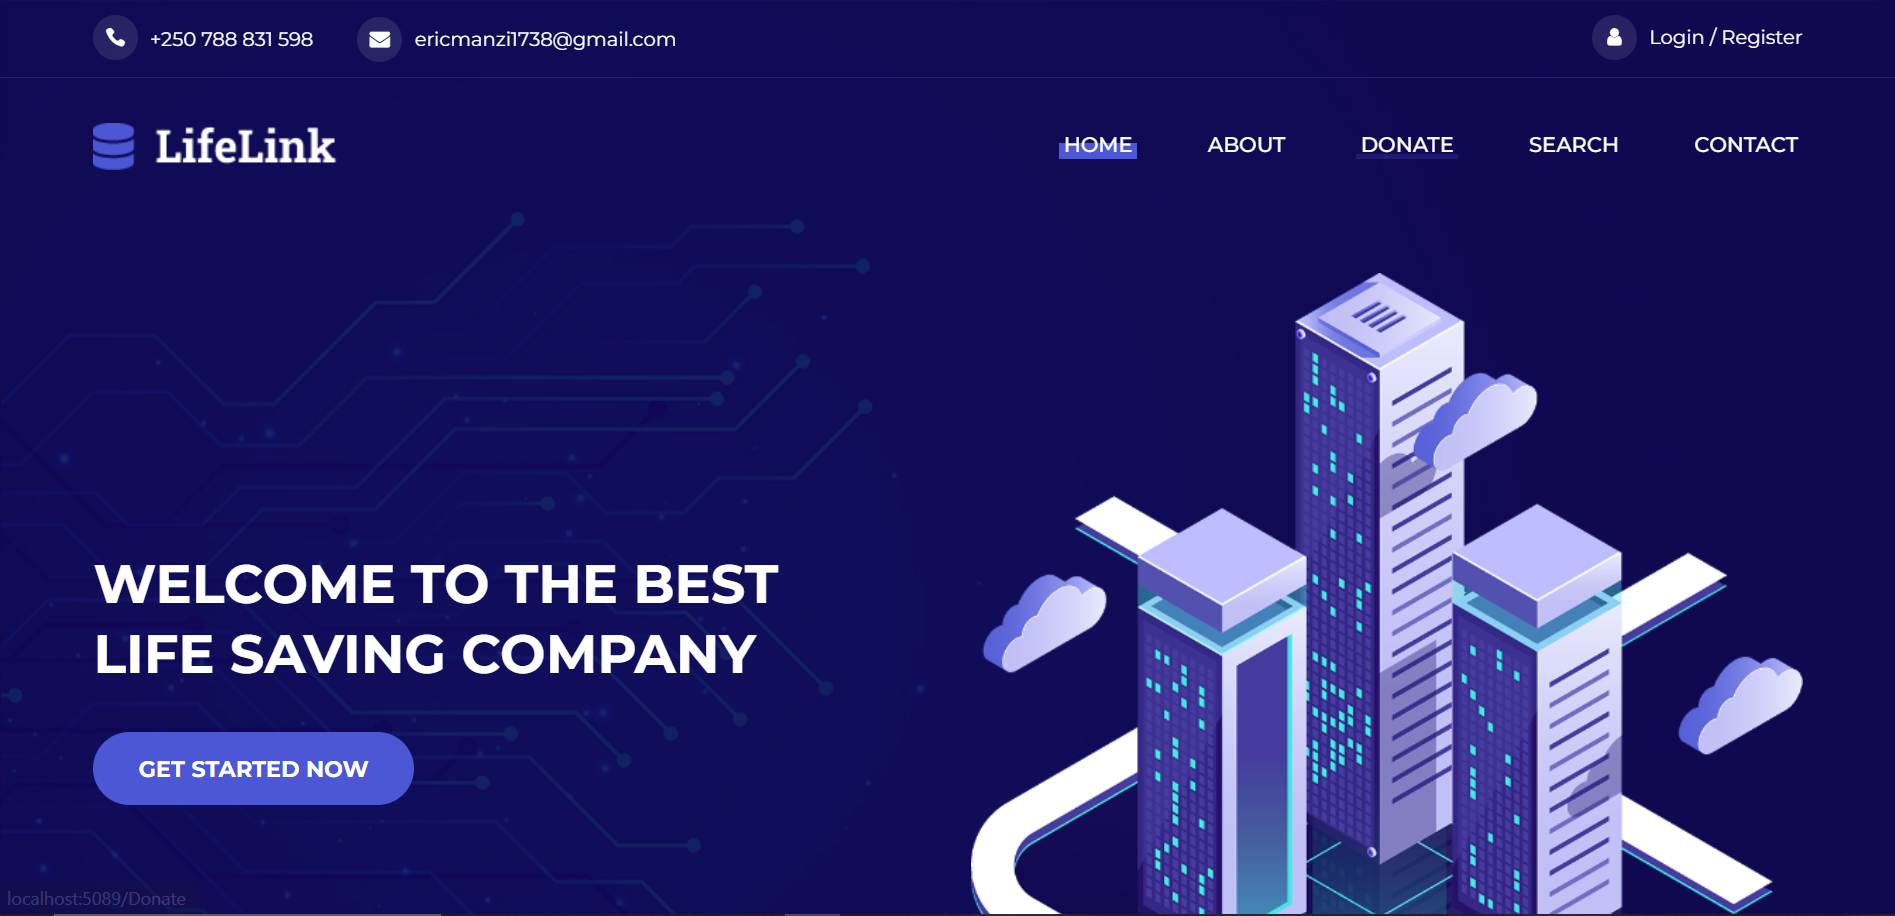 +250 788 831 598
ericmanzi1738@gmail.com
Login / Register
LifeLink
HOME
ABOUT
DONATE
SEARCH
CONTACT
WELCOME TO THE BEST
LIFE SAVING COMPANY
GET STARTED NOW
localhost:5089/Donate